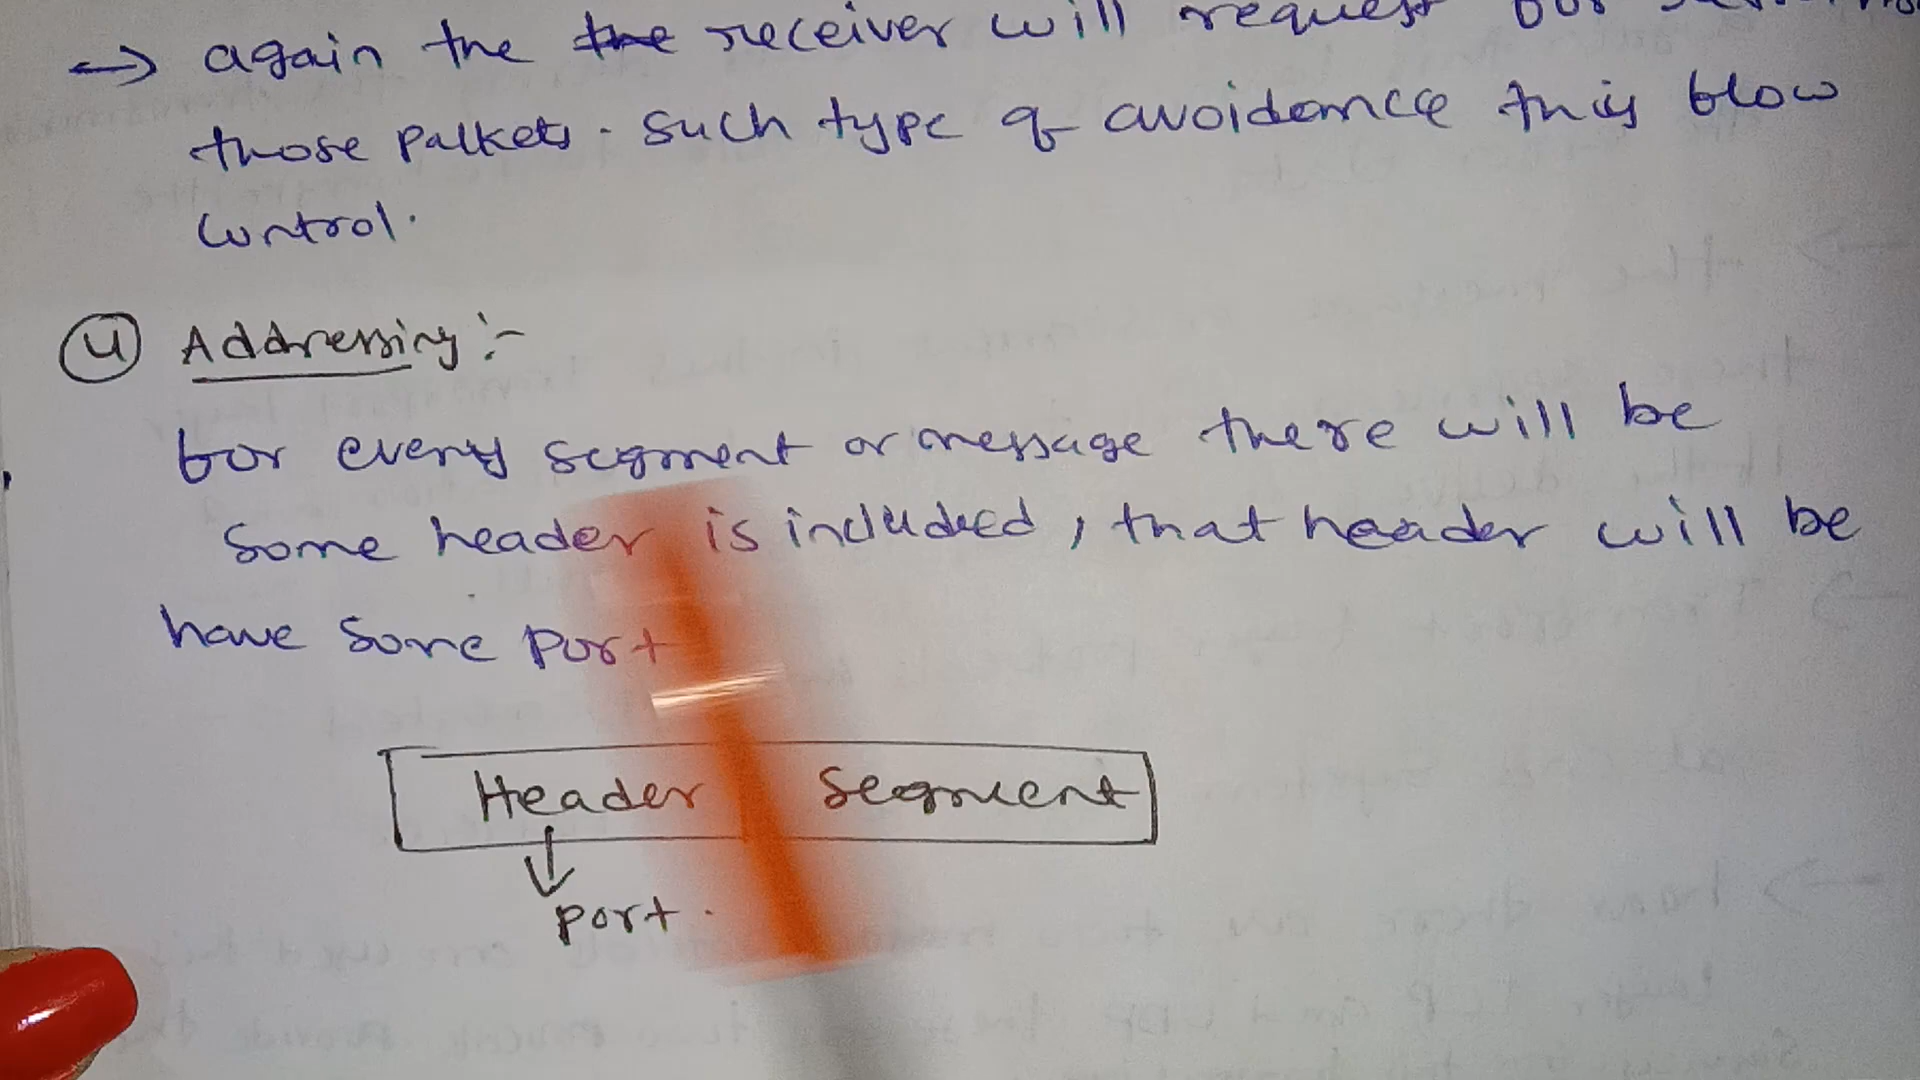 → again the the receiver will request for
those Palkets. such type of avoidance this flow
control.
④ Addressing :-
for every segment or message there will be
Some header is included, that header will be
have some port
Header Segment
↓
port.